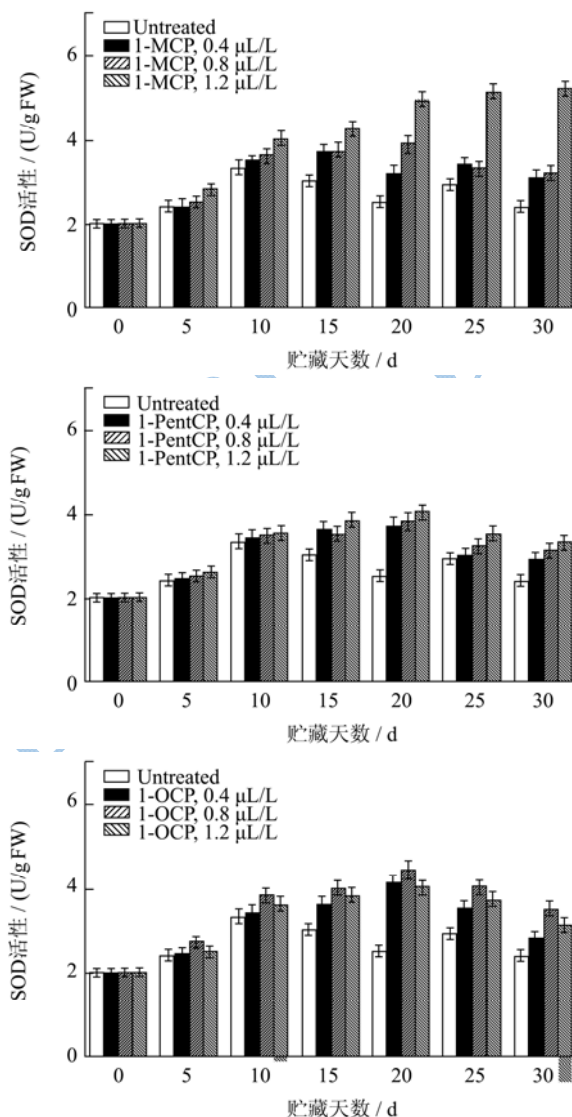 Untreated
1-MCP, 0.4 μL/L
1-MCP, 0.8 μL/L
1-MCP, 1.2 μL/L
6
4
2
0
SOD活性 / (U/g FW)
0 5 10 15 20 25 30
贮藏天数 / d
Untreated
1-PentCP, 0.4 μL/L
1-PentCP, 0.8 μL/L
1-PentCP, 1.2 μL/L
6
4
2
0
SOD活性 / (U/g FW)
0 5 10 15 20 25 30
贮藏天数 / d
Untreated
1-OCP, 0.4 μL/L
1-OCP, 0.8 μL/L
1-OCP, 1.2 μL/L
6
4
2
0
SOD活性 / (U/g FW)
0 5 10 15 20 25 30
贮藏天数 / d